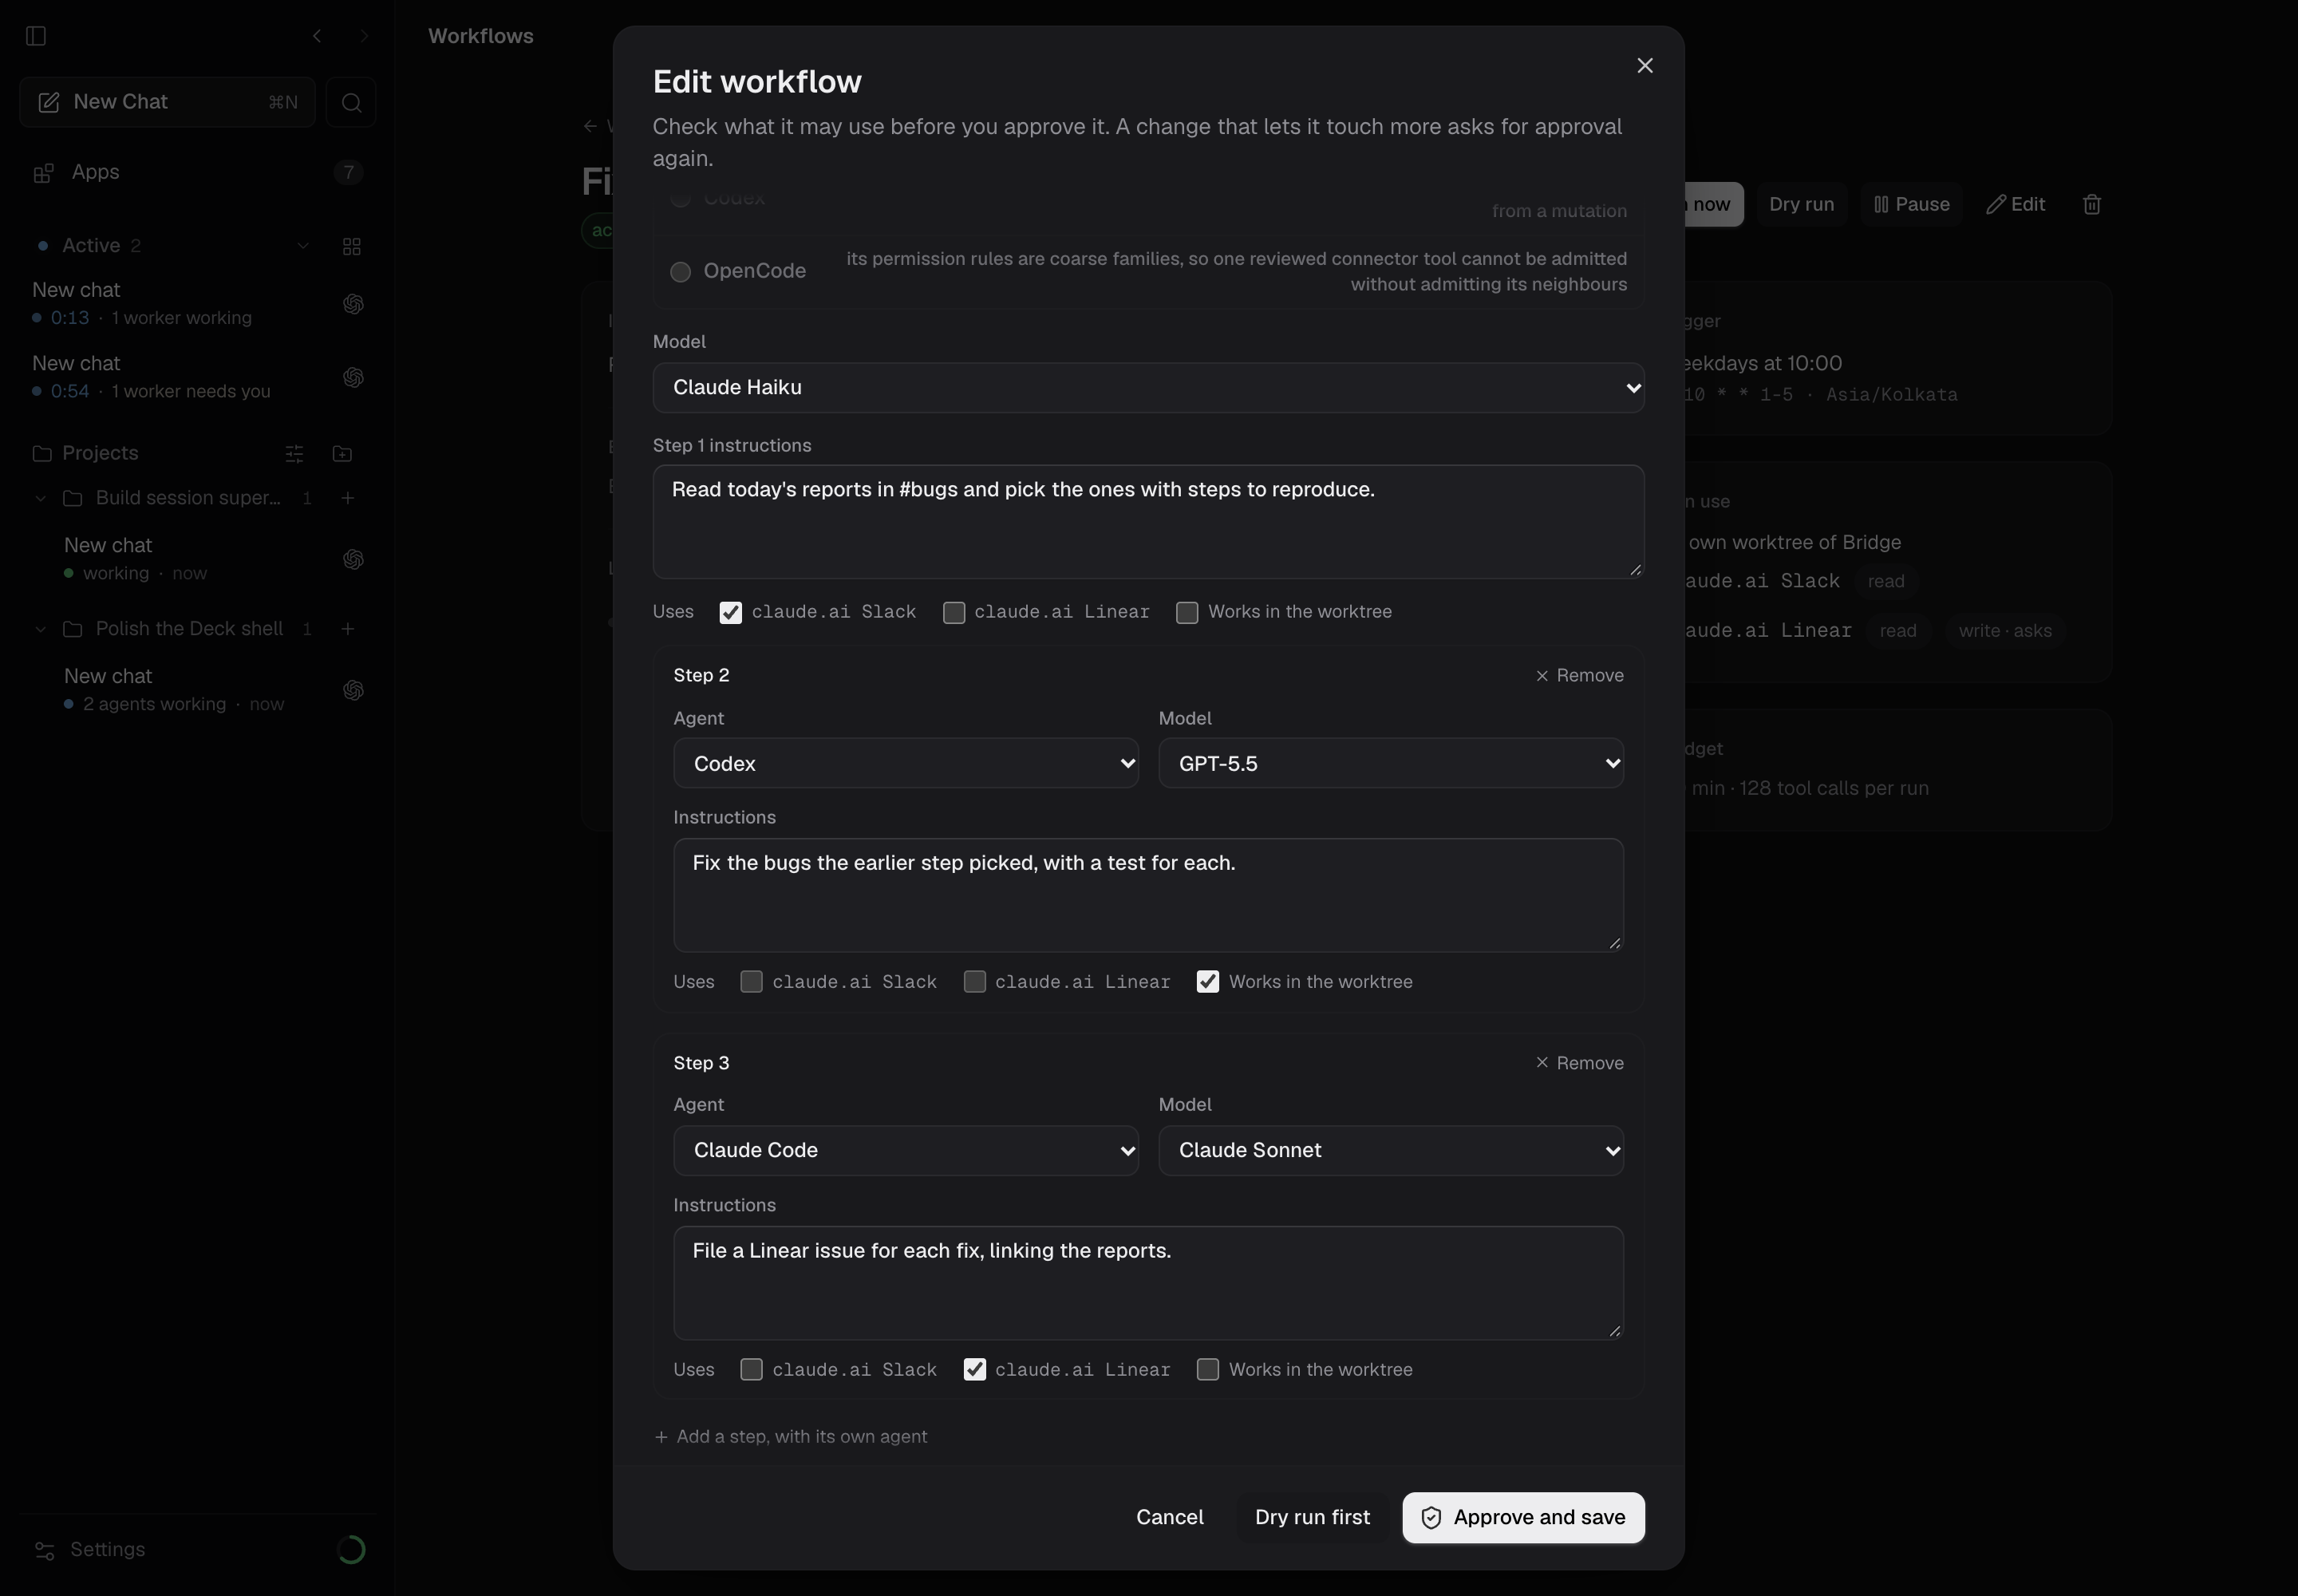 Workflows
New Chat ⌘N
Apps 7
Active 2
New chat
0:13 · 1 worker working
New chat
0:54 · 1 worker needs you
Projects
Build session super... 1
New chat
working · now
Polish the Deck shell 1
New chat
2 agents working · now
Settings
Edit workflow
Check what it may use before you approve it. A change that lets it touch more asks for approval
again.
Codex
from a mutation
OpenCode
its permission rules are coarse families, so one reviewed connector tool cannot be admitted
without admitting its neighbours
Model
Claude Haiku
Step 1 instructions
Read today's reports in #bugs and pick the ones with steps to reproduce.
Uses claude.ai Slack claude.ai Linear Works in the worktree
Step 2 Remove
Agent Model
Codex GPT-5.5
Instructions
Fix the bugs the earlier step picked, with a test for each.
Uses claude.ai Slack claude.ai Linear Works in the worktree
Step 3 Remove
Agent Model
Claude Code Claude Sonnet
Instructions
File a Linear issue for each fix, linking the reports.
Uses claude.ai Slack claude.ai Linear Works in the worktree
+ Add a step, with its own agent
Cancel Dry run first Approve and save
now Dry run Pause Edit
at 10:00
10 * * 1-5 · Asia/Kolkata
use
own worktree of Bridge
Slack read
Linear read write · asks
min · 128 tool calls per run